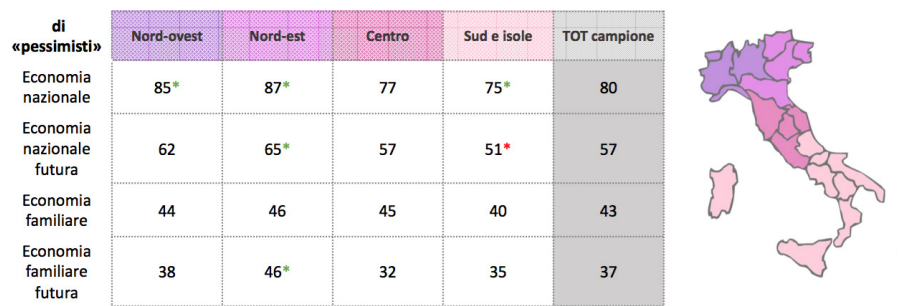 di
«pessimisti»
Nord-ovest Nord-est Centro Sud e isole TOT campione
Economia
nazionale
85* 87* 77 75* 80
Economia
nazionale
futura
62 65* 57 51* 57
Economia
familiare
44 46 45 40 43
Economia
familiare
futura
38 46* 32 35 37